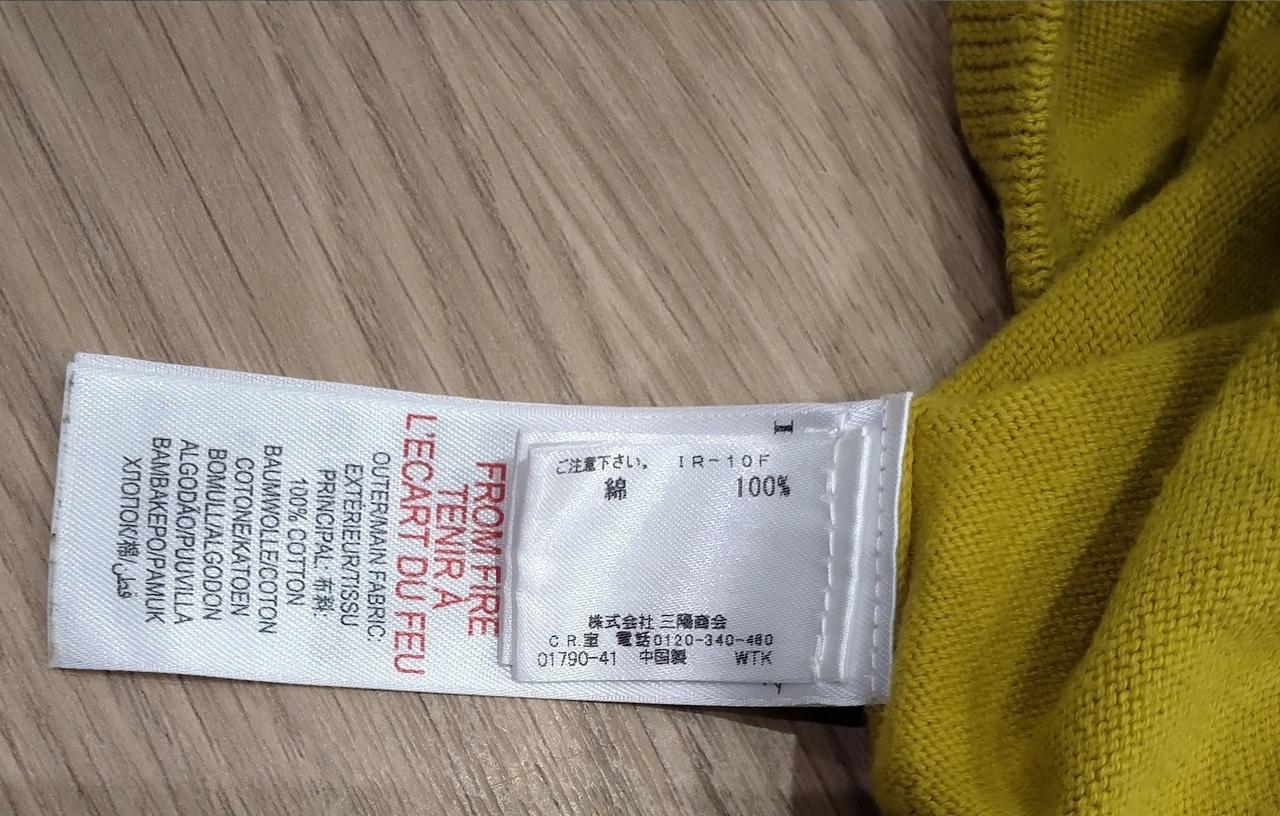 FROM FIRE
TENIR À
L'ECART DU FEU
OUTER/MAIN FABRIC
EXTERIEUR/TISSU
PRINCIPAL: 布料:
100% COTTON
BAUMWOLLE/COTON
COTONE/KATOEN
BOMULL/ALGODON
ALGODÃO/PUUVILLA
BAMBAKEPO/PAMUK
ХЛОПОК/棉/قطن
ご注意下さい。 IR-10F
綿 100%
株式会社 三陽商会
C R.室 電話0120-340-460
01790-41 中国製 WTK